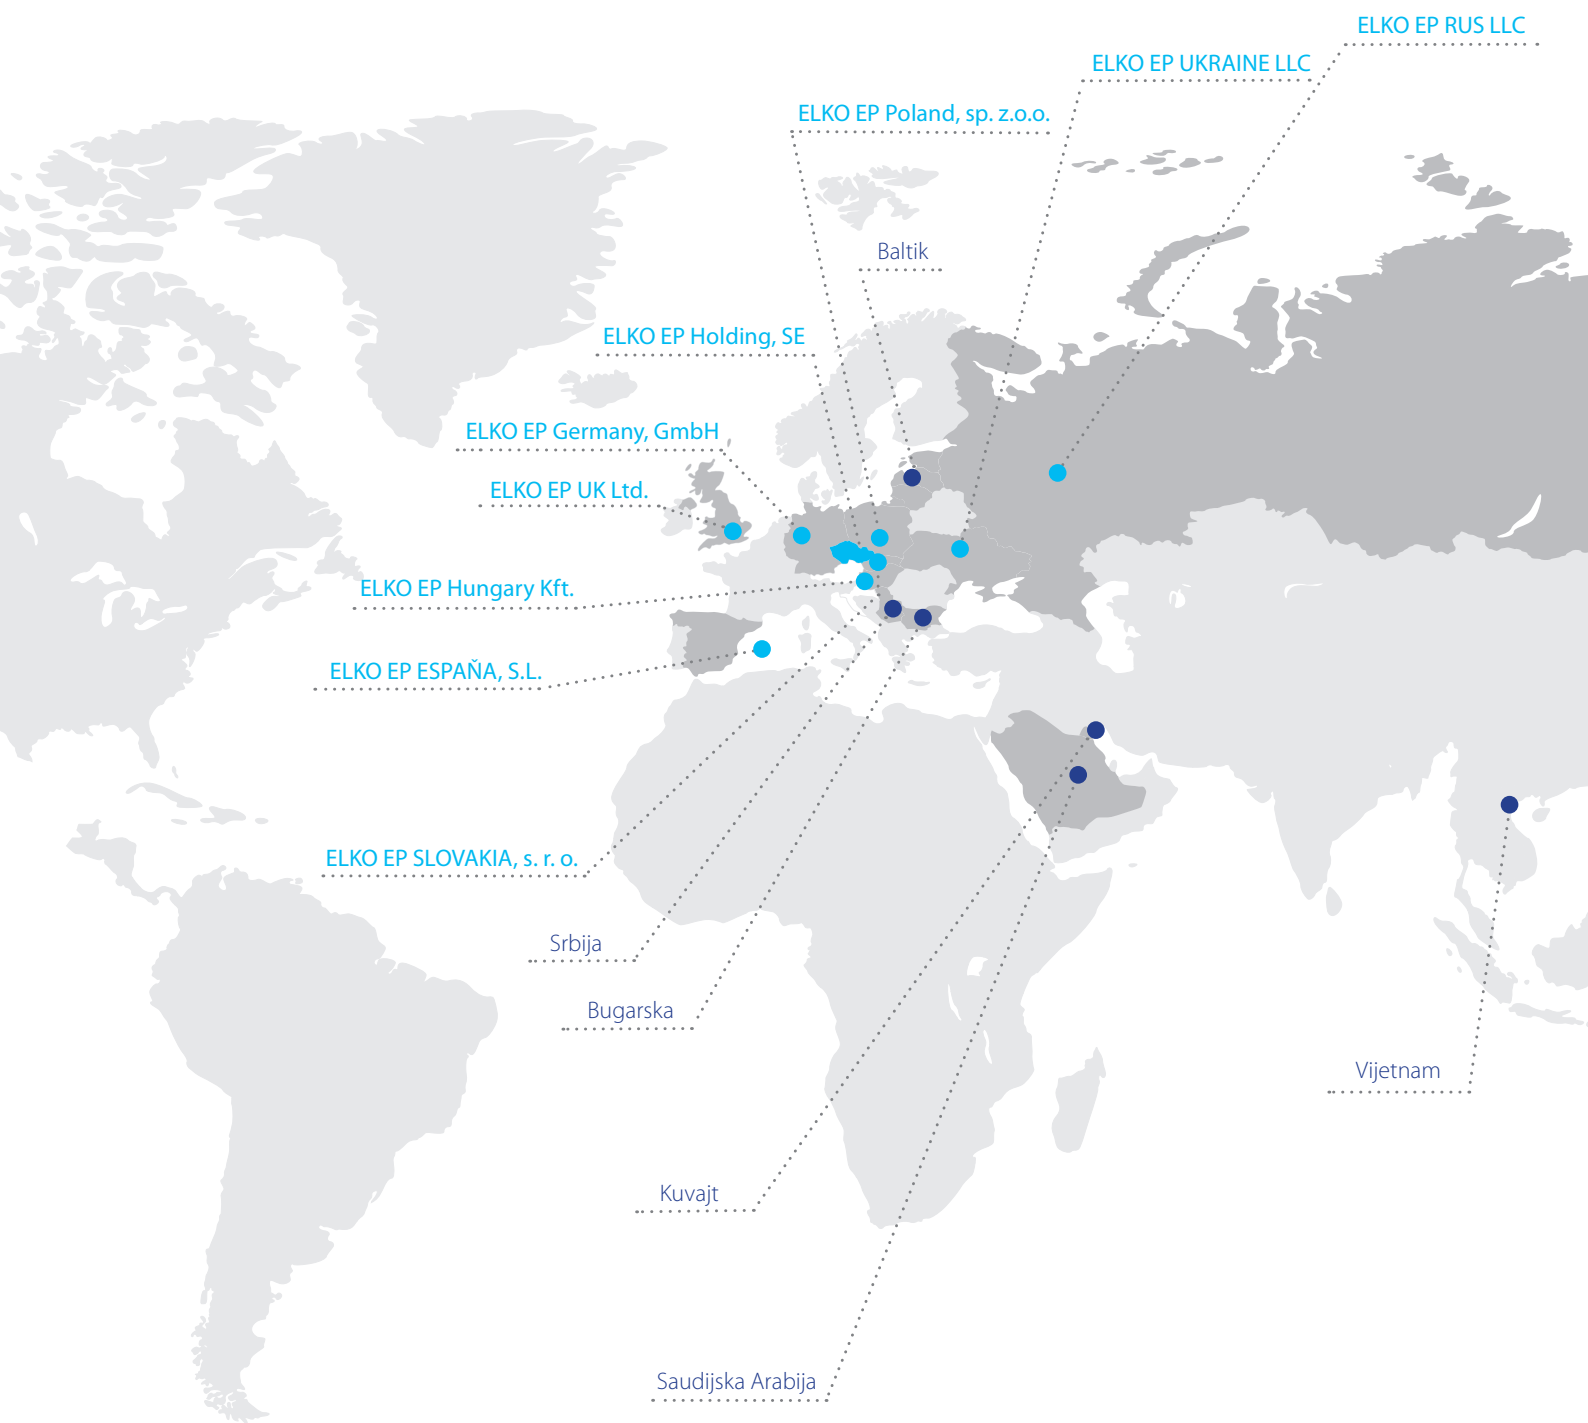 ELKO EP RUS LLC
ELKO EP UKRAINE LLC
ELKO EP Poland, sp. z.o.o.
Baltik
ELKO EP Holding, SE
ELKO EP Germany, GmbH
ELKO EP UK Ltd.
ELKO EP Hungary Kft.
ELKO EP ESPAŇA, S.L.
ELKO EP SLOVAKIA, s. r. o.
Srbija
Bugarska
Vijetnam
Kuvajt
Saudijska Arabija